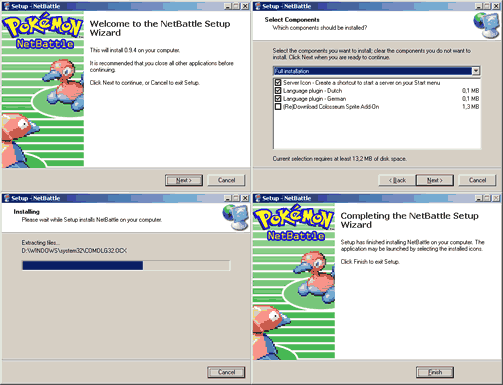 Setup - NetBattle
POKéMON
NetBattle
Welcome to the NetBattle Setup
Wizard
This will install 0.9.4 on your computer.
It is recommended that you close all other applications before
continuing.
Click Next to continue, or Cancel to exit Setup.
Next >
Cancel
Setup - NetBattle
Select Components
Which components should be installed?
Select the components you want to install; clear the components you do not want to
install. Click Next when you are ready to continue.
Full installation
Server Icon - Create a shortcut to start a server on your Start menu
Language plugin - Dutch 0,1 MB
Language plugin - German 0,1 MB
(Re)Download Colosseum Sprite Add-On 1,3 MB
Current selection requires at least 13,2 MB of disk space.
< Back
Next >
Cancel
Setup - NetBattle
Installing
Please wait while Setup installs NetBattle on your computer.
Extracting files...
D:\WINDOWS\system32\COMDLG32.OCX
Cancel
Setup - NetBattle
POKéMON
NetBattle
Completing the NetBattle Setup
Wizard
Setup has finished installing NetBattle on your computer. The
application may be launched by selecting the installed icons.
Click Finish to exit Setup.
Finish